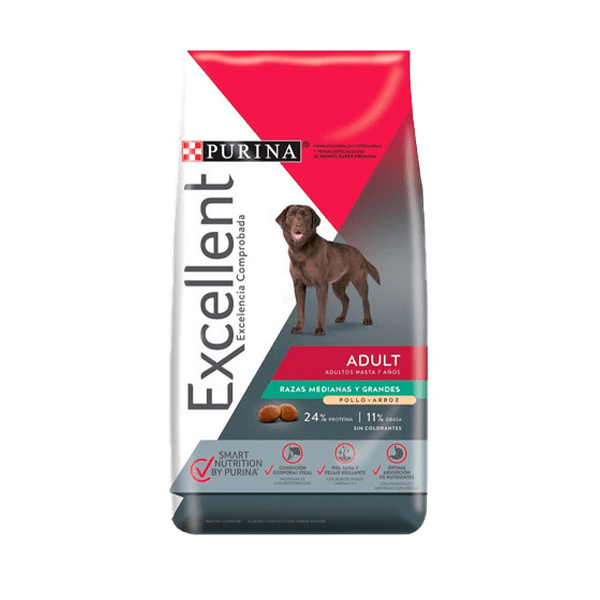 PURINA
Excellent
Excelencia Comprobada
ADULT
ADULTOS HASTA 7 AÑOS
RAZAS MEDIANAS Y GRANDES
POLLO Y ARROZ
24% PROTEÍNA | 11% GRASA
SIN COLORANTES
SMART
NUTRITION
BY PURINA™
CONDICIÓN
CORPORAL IDEAL
PIEL SANA Y
PELAJE BRILLANTE
ÓPTIMA
ABSORCIÓN
DE NUTRIENTES